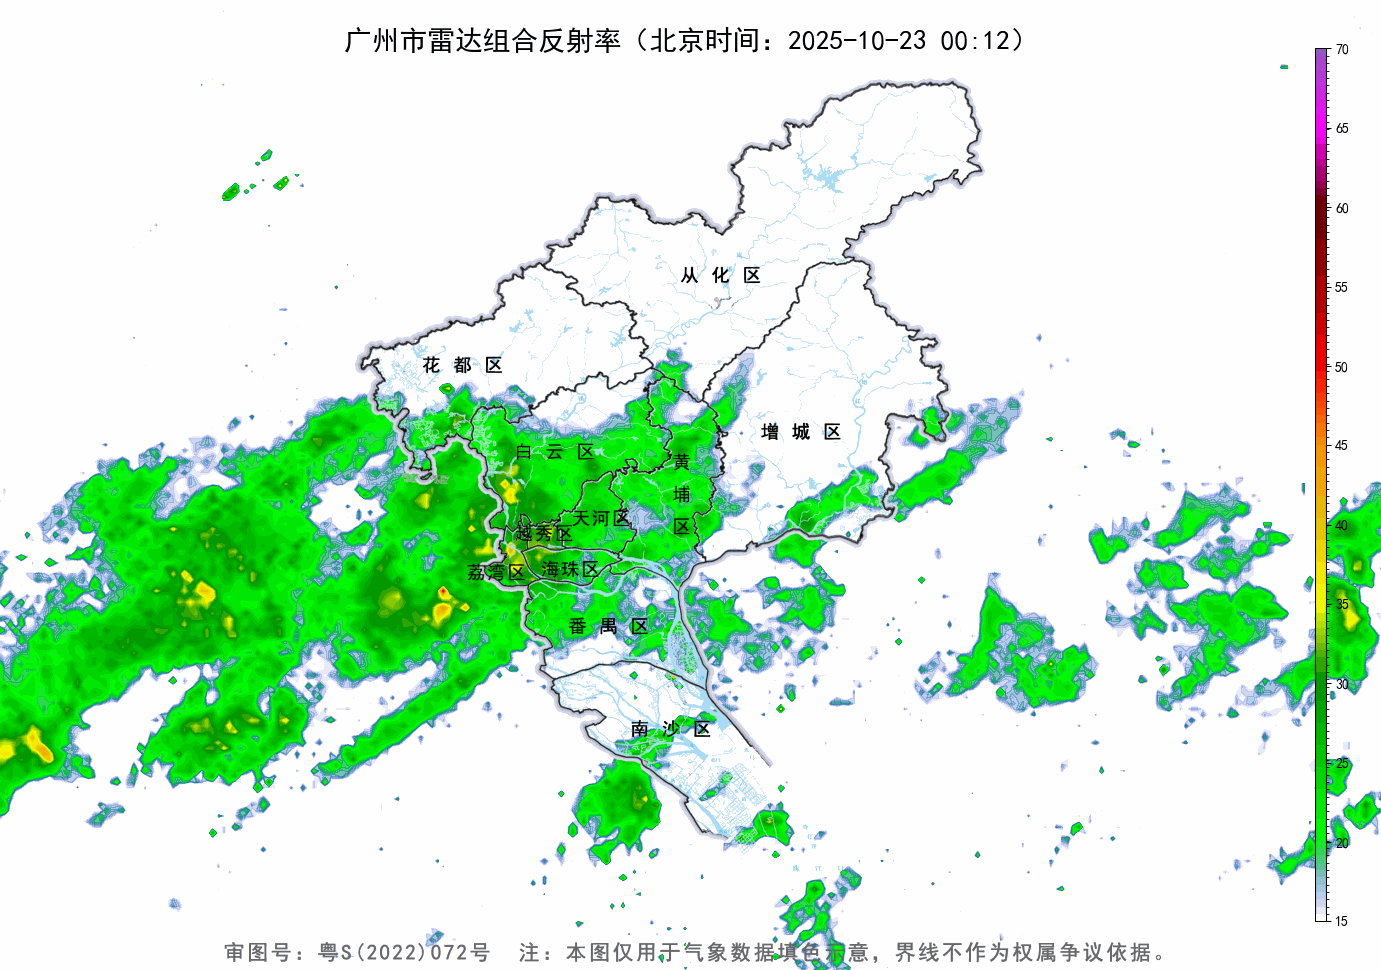 广州市雷达组合反射率（北京时间：2025-10-23 00:12）
70
65
60
55
50
45
40
35
30
25
20
15
从化区
花都区
增城区
白云区
黄埔区
天河区
越秀区
荔湾区
海珠区
番禺区
南沙区
审图号：粤S(2022)072号 注：本图仅用于气象数据填色示意，界线不作为权属争议依据。